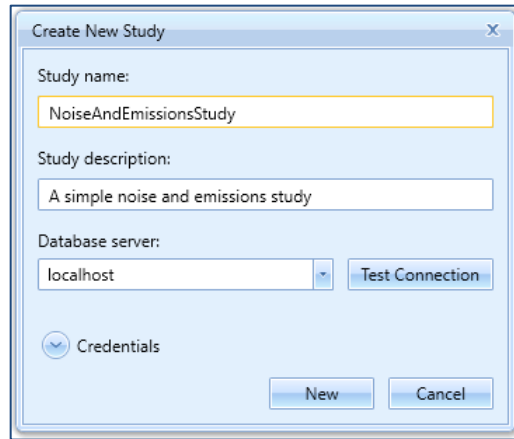 Create New Study
Study name:
NoiseAndEmissionsStudy
Study description:
A simple noise and emissions study
Database server:
localhost
Test Connection
Credentials
New
Cancel